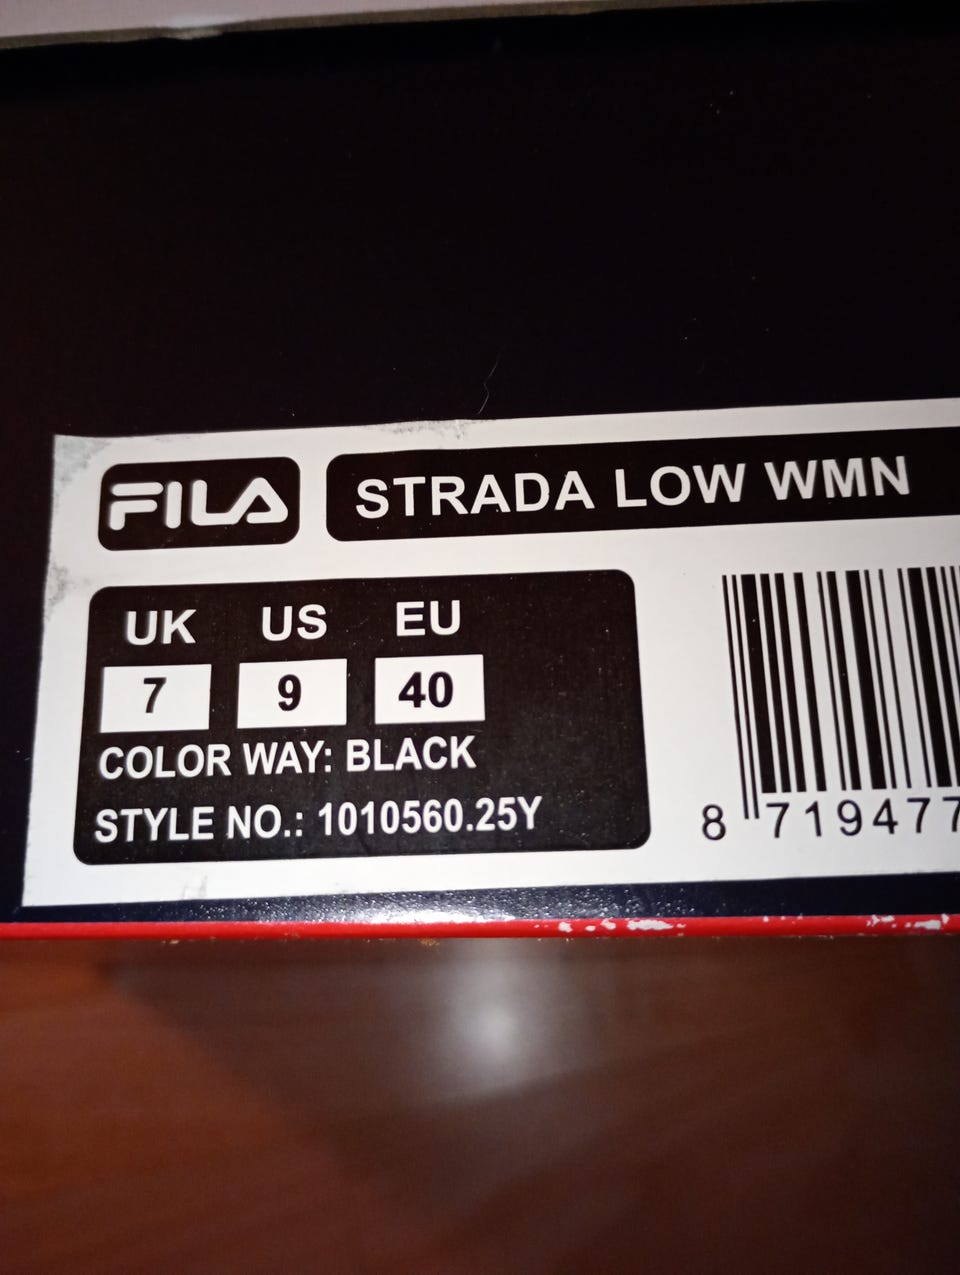 FILA
STRADA LOW WMN
UK US EU
7 9 40
COLOR WAY: BLACK
STYLE NO.: 1010560.25Y
8 719477